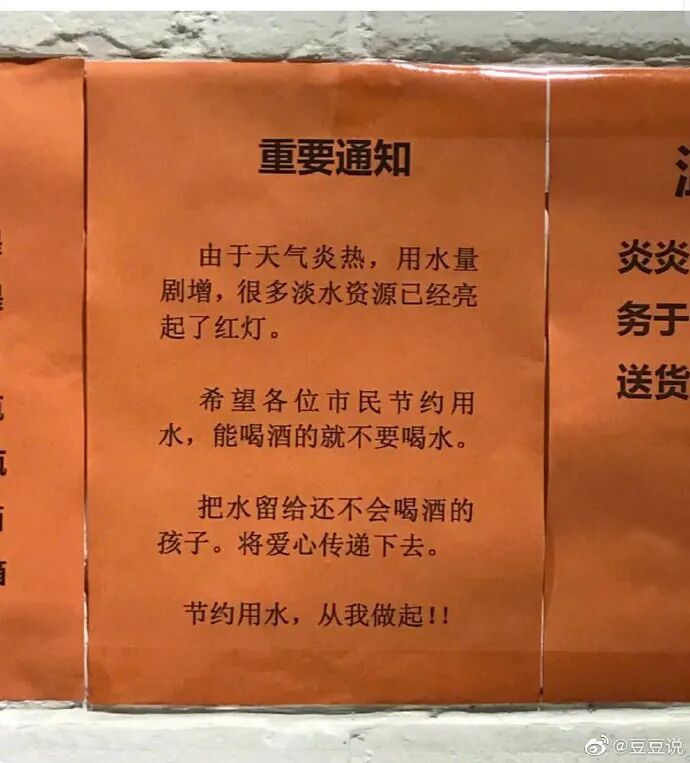 重要通知
由于天气炎热，用水量
剧增，很多淡水资源已经亮
起了红灯。
希望各位市民节约用
水，能喝酒的就不要喝水。
把水留给还不会喝酒的
孩子。将爱心传递下去。
节约用水，从我做起!!
炎炎
务于
送货
@豆豆说